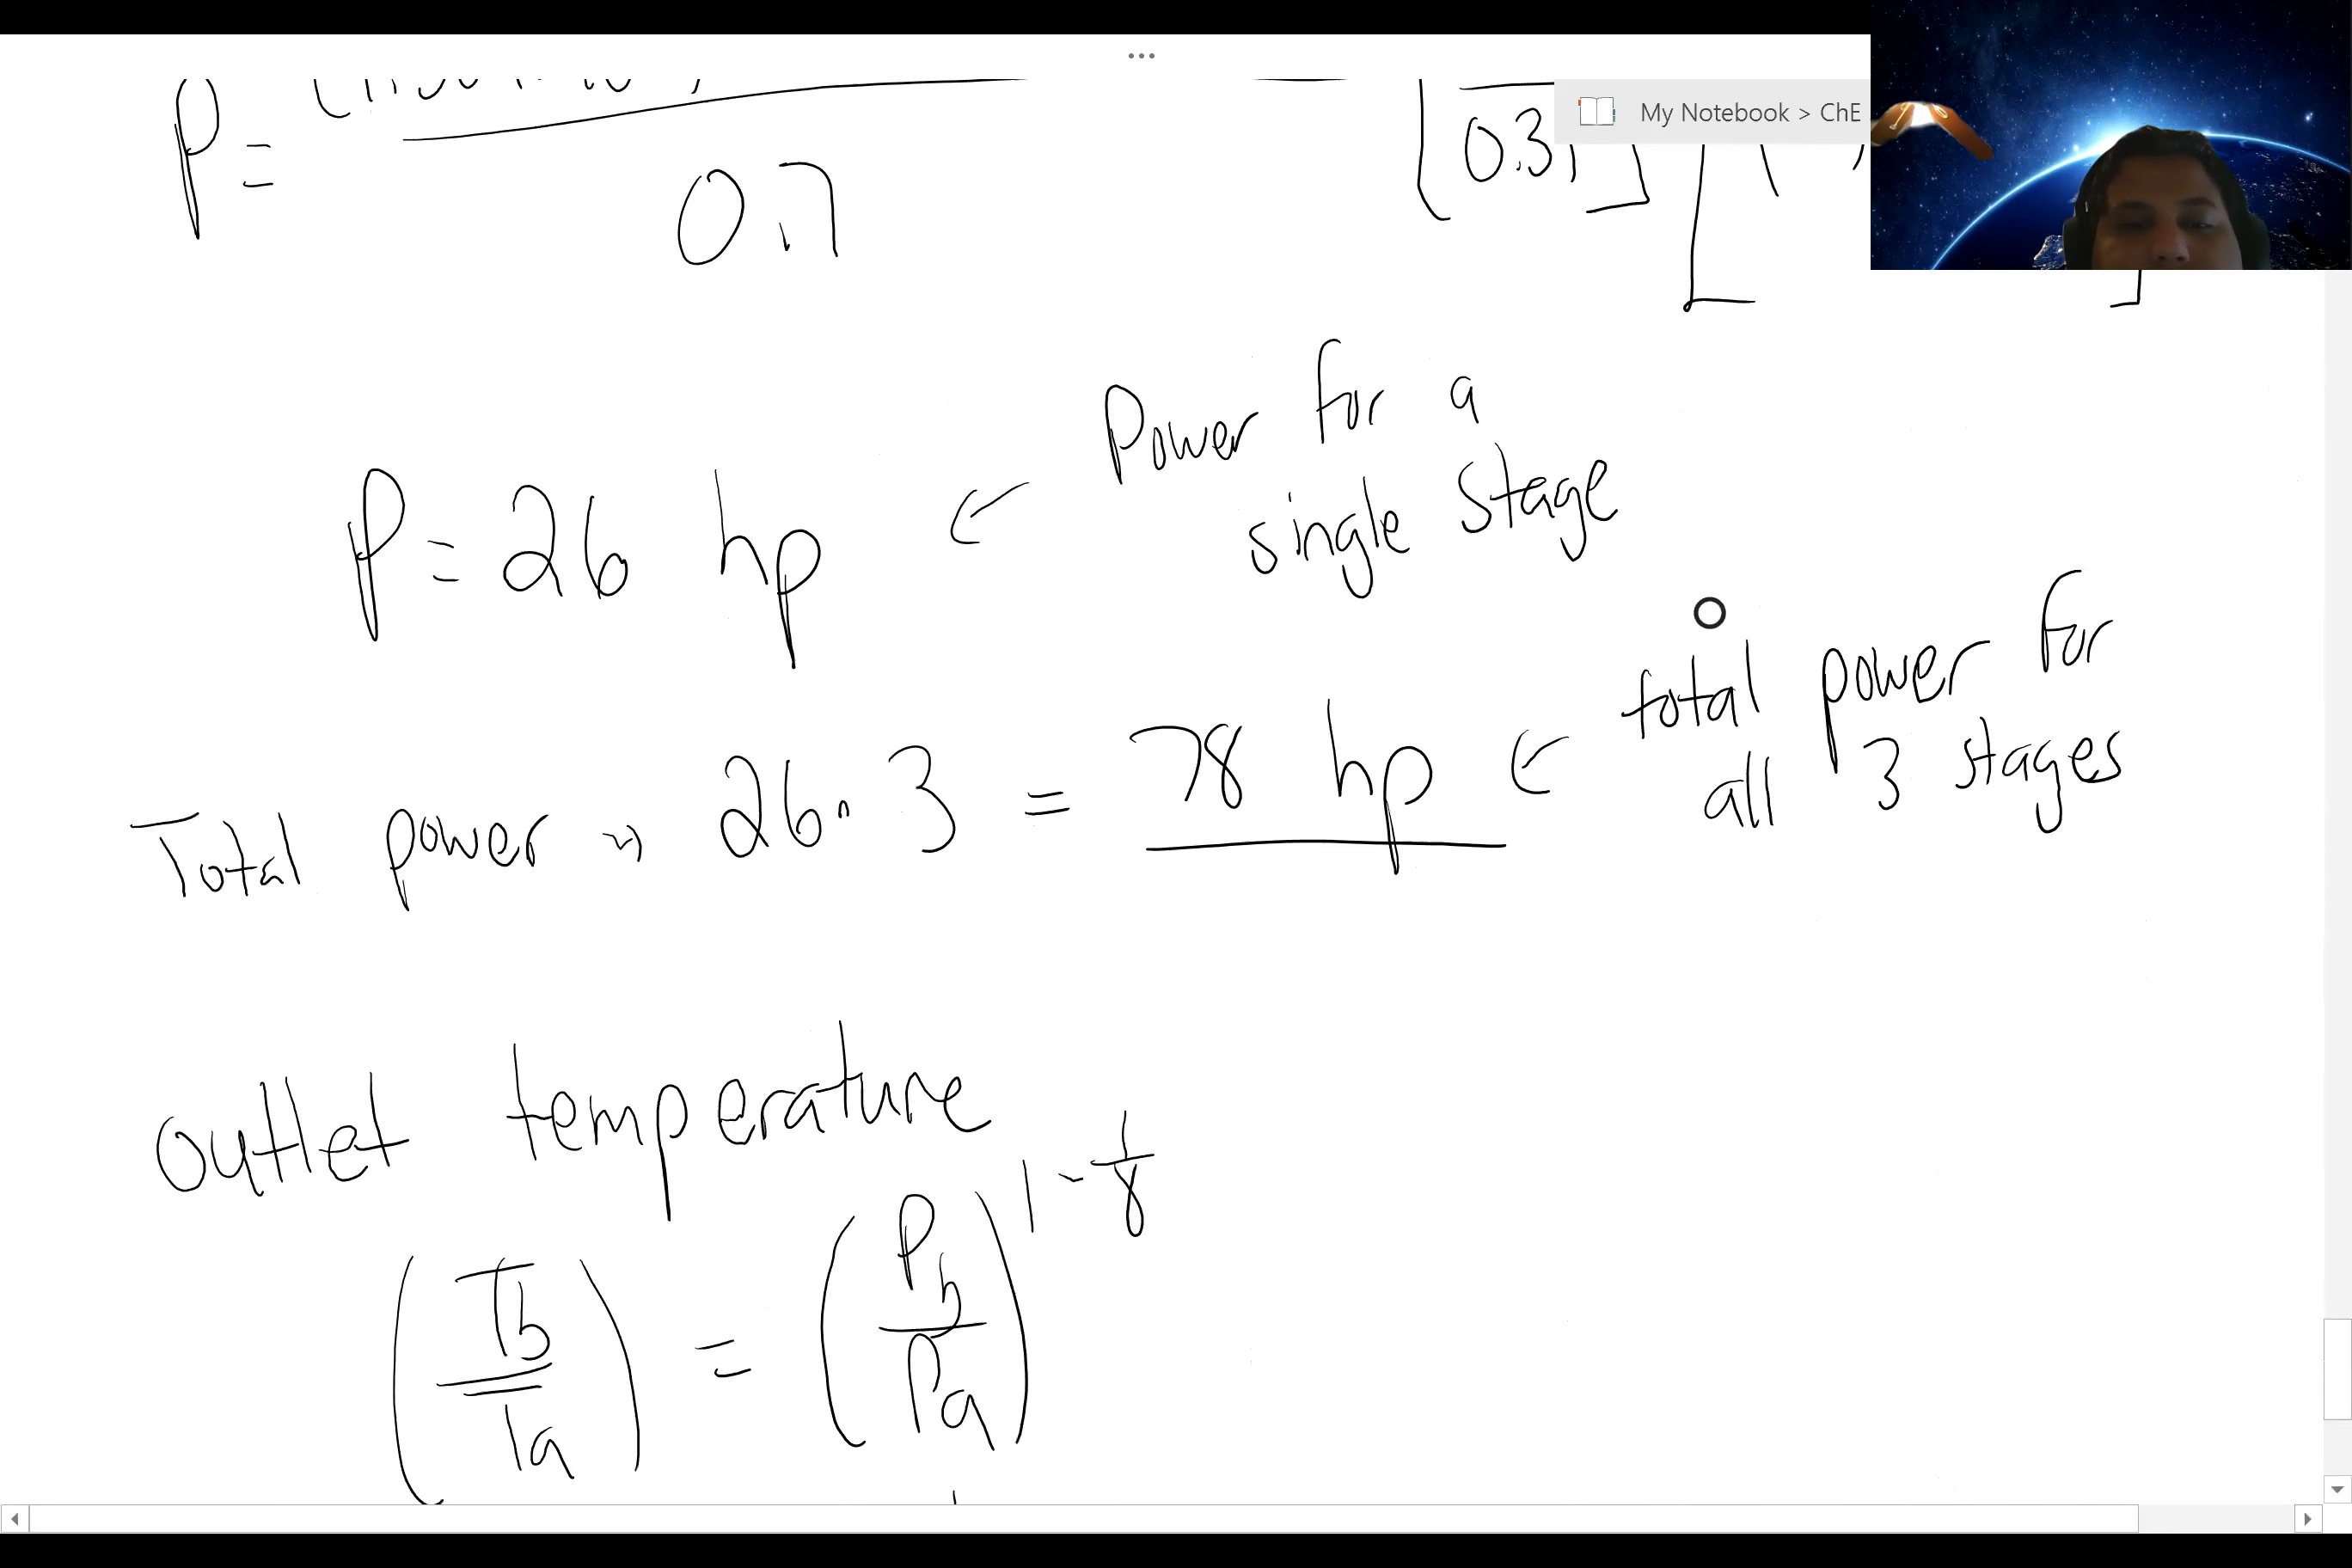 My Notebook > ChE
P =
0.7
0.31
P = 26 hp ← Power for a
single stage
Total power => 26 · 3 = 78 hp ← total power for
all 3 stages
Outlet temperature
(Tb/Ta) = (Pb/Pa)^1 - 1/γ